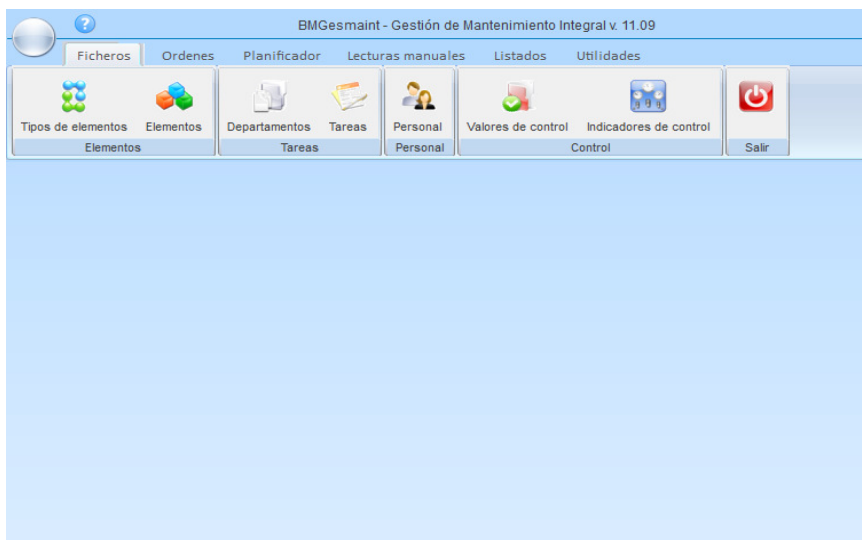 BMGesmaint - Gestión de Mantenimiento Integral v. 11.09
Ficheros Ordenes Planificador Lecturas manuales Listados Utilidades
Tipos de elementos Elementos Departamentos Tareas Personal Valores de control Indicadores de control
Elementos Tareas Personal Control Salir